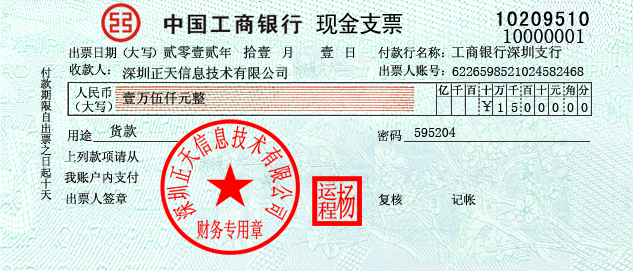 中国工商银行 现金支票
10209510
10000001
出票日期(大写) 贰零壹贰年 拾壹 月 壹 日
付款行名称: 工商银行深圳支行
收款人: 深圳正天信息技术有限公司
出票人账号: 6226598521024582468
人民币
(大写)
壹万伍仟元整
亿 千 百 十 万 千 百 十 元 角 分
¥ 1 5 0 0 0 0 0
用途 货款
密码 595204
上列款项请从
我账户内支付
出票人签章
复核 记帐
付款期限自出票之日起十天
深圳正天信息技术有限公司
财务专用章
杨运程